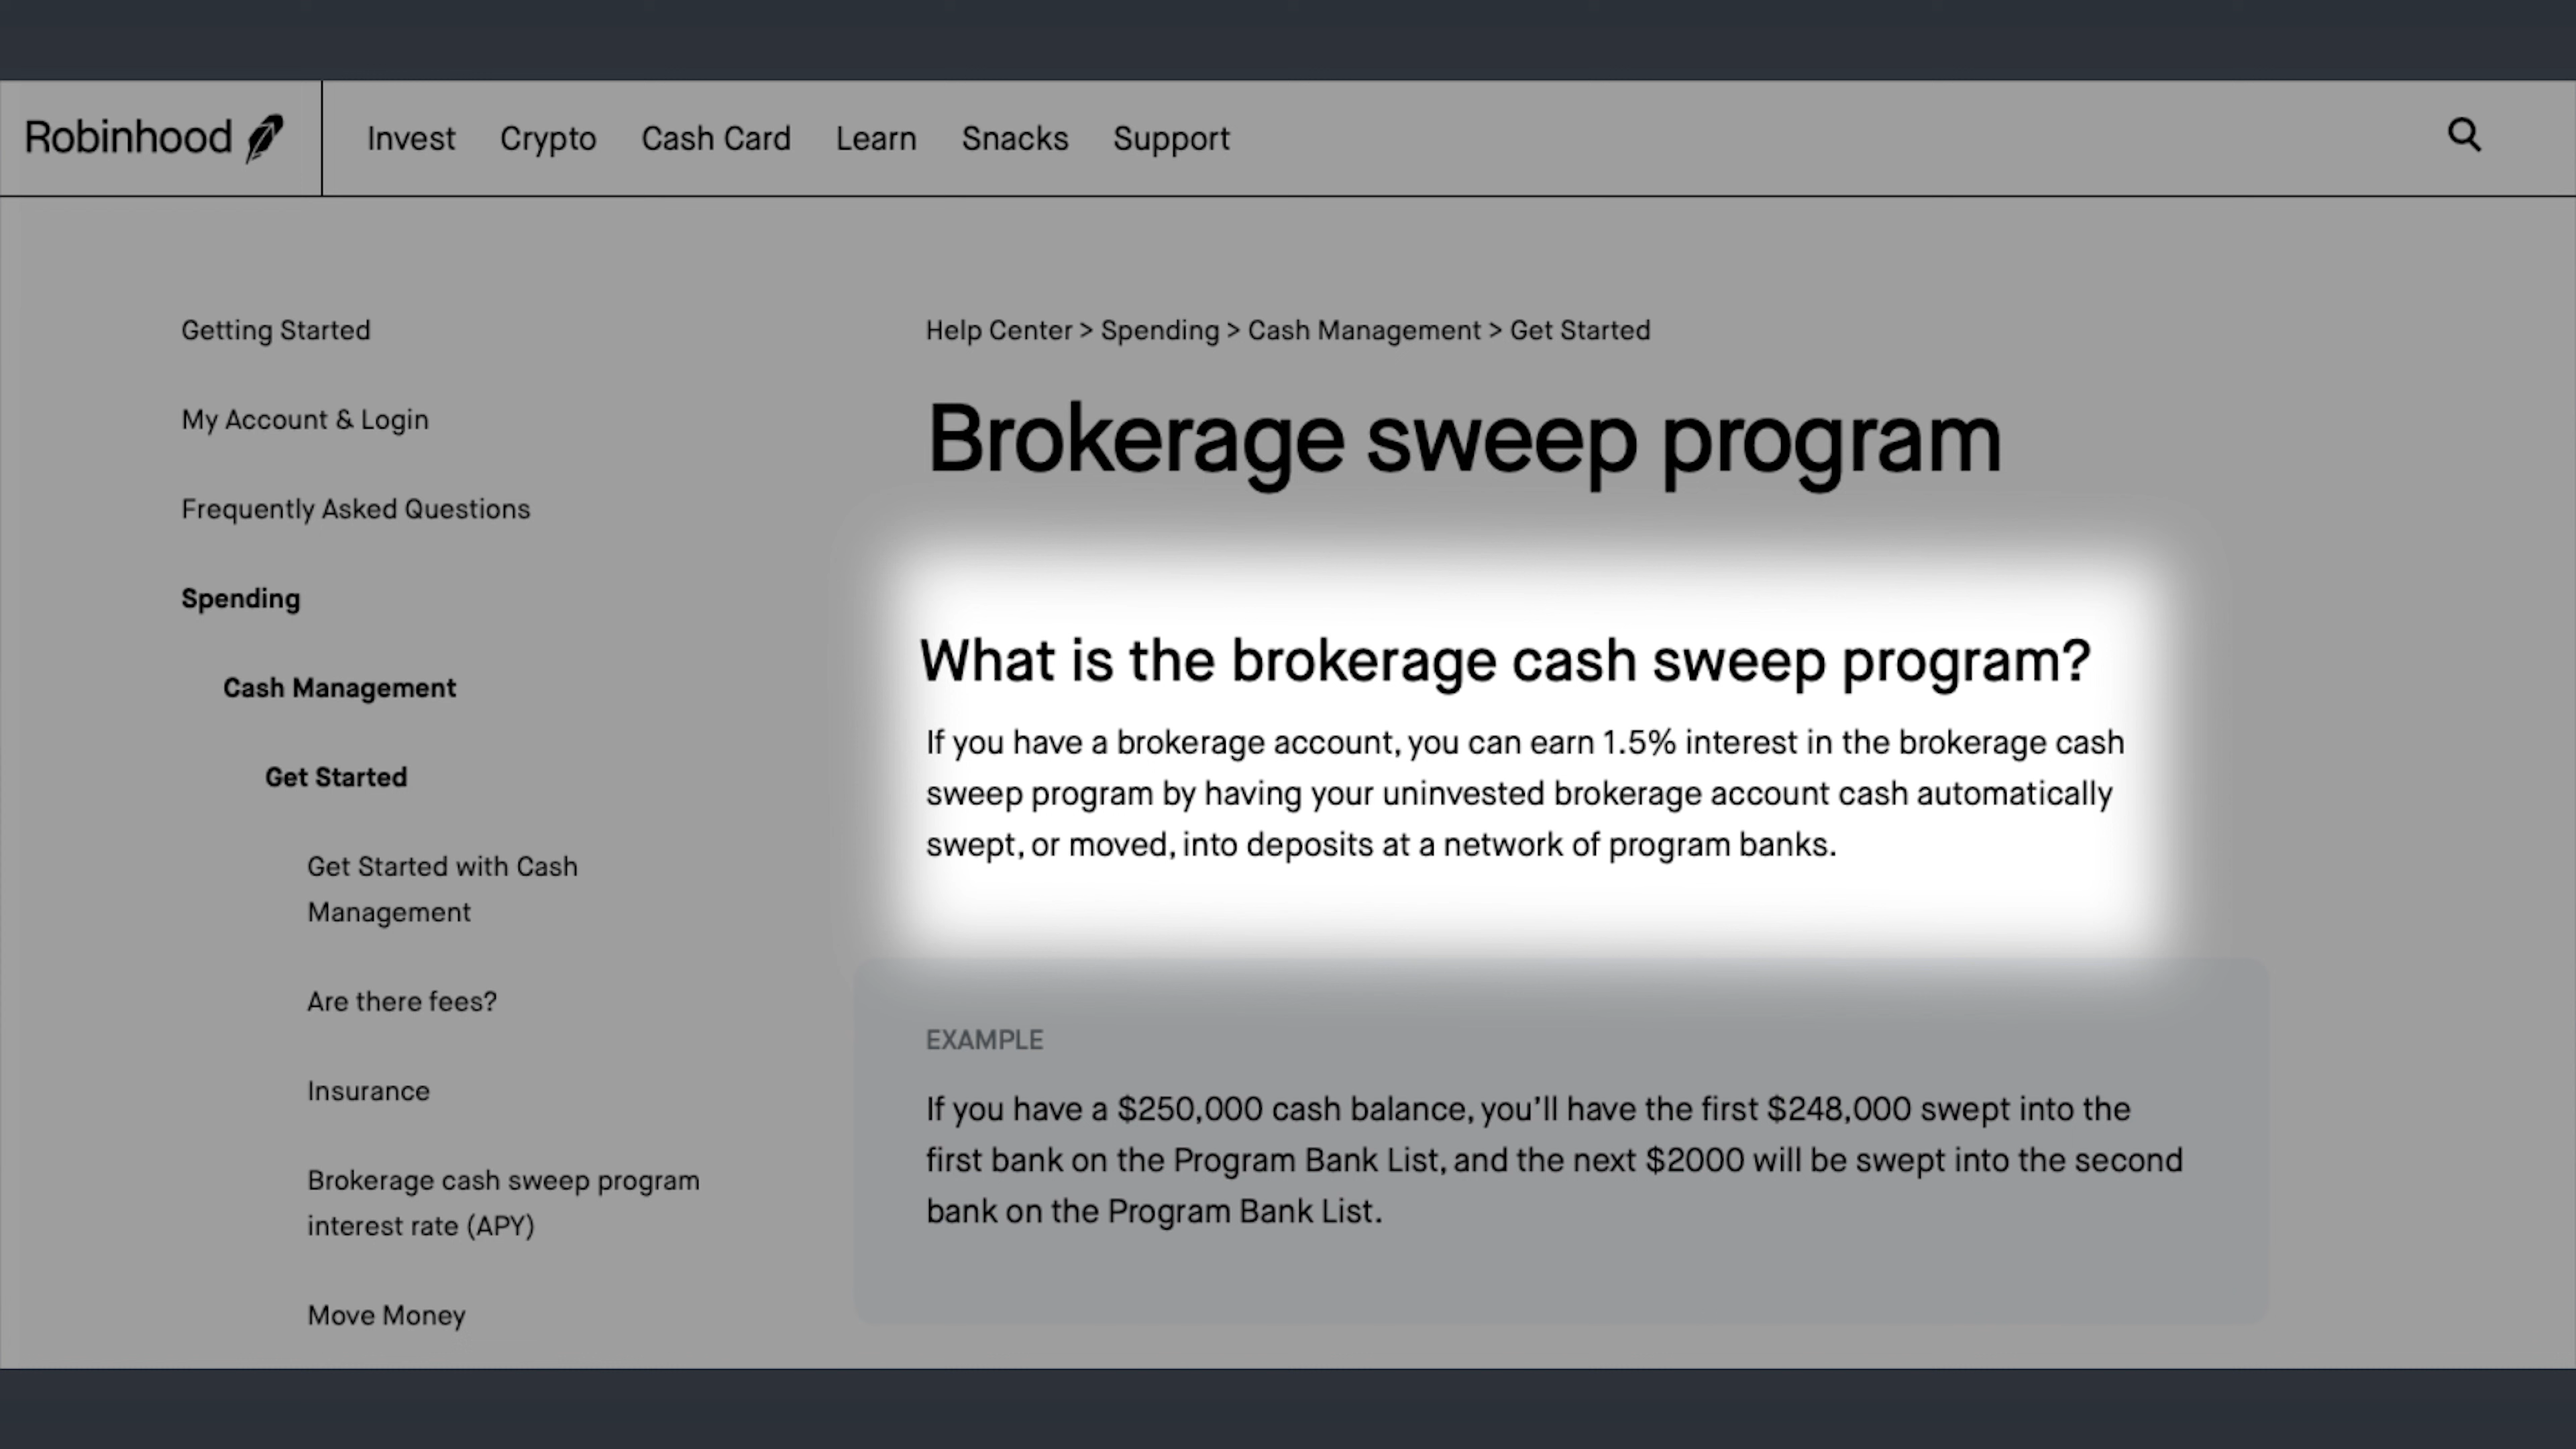 Robinhood
Invest Crypto Cash Card Learn Snacks Support
Getting Started
My Account & Login
Frequently Asked Questions
Spending
Cash Management
Get Started
Get Started with Cash
Management
Are there fees?
Insurance
Brokerage cash sweep program
interest rate (APY)
Move Money
Help Center > Spending > Cash Management > Get Started
Brokerage sweep program
What is the brokerage cash sweep program?
If you have a brokerage account, you can earn 1.5% interest in the brokerage cash
sweep program by having your uninvested brokerage account cash automatically
swept, or moved, into deposits at a network of program banks.
EXAMPLE
If you have a $250,000 cash balance, you’ll have the first $248,000 swept into the
first bank on the Program Bank List, and the next $2000 will be swept into the second
bank on the Program Bank List.